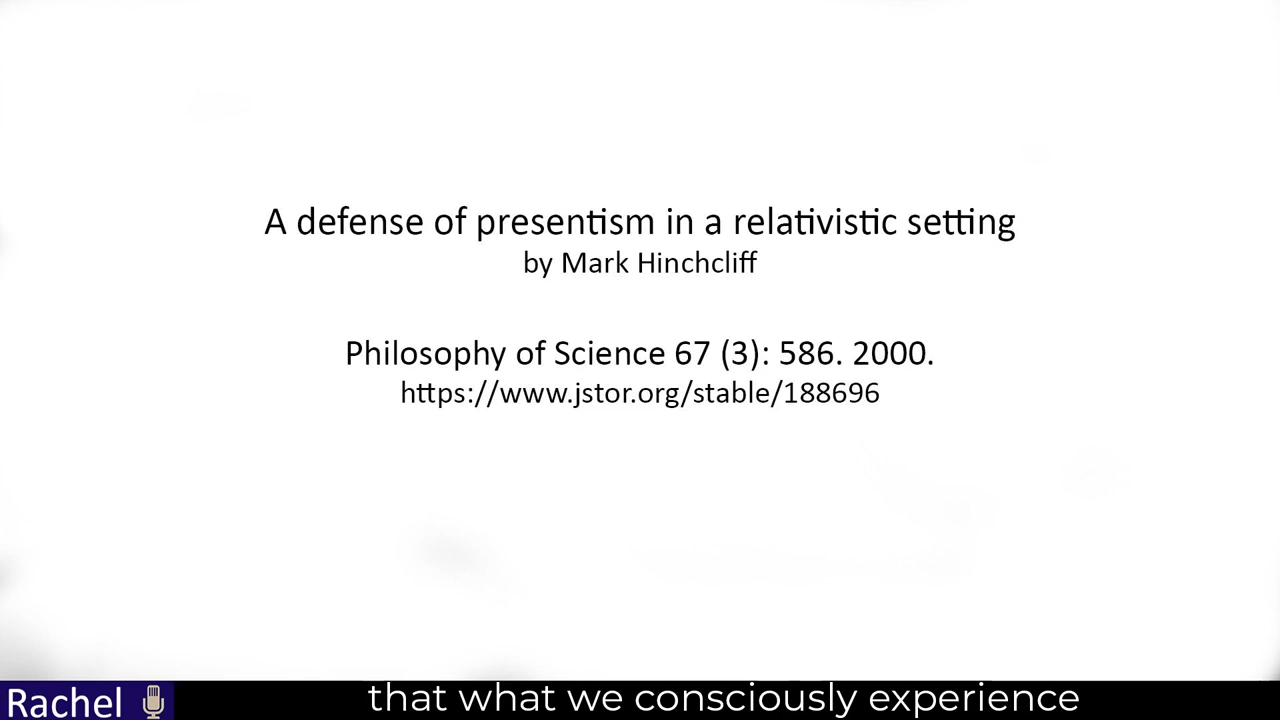 A defense of presentism in a relativistic setting
by Mark Hinchcliff
Philosophy of Science 67 (3): 586. 2000.
https://www.jstor.org/stable/188696
Rachel
that what we consciously experience